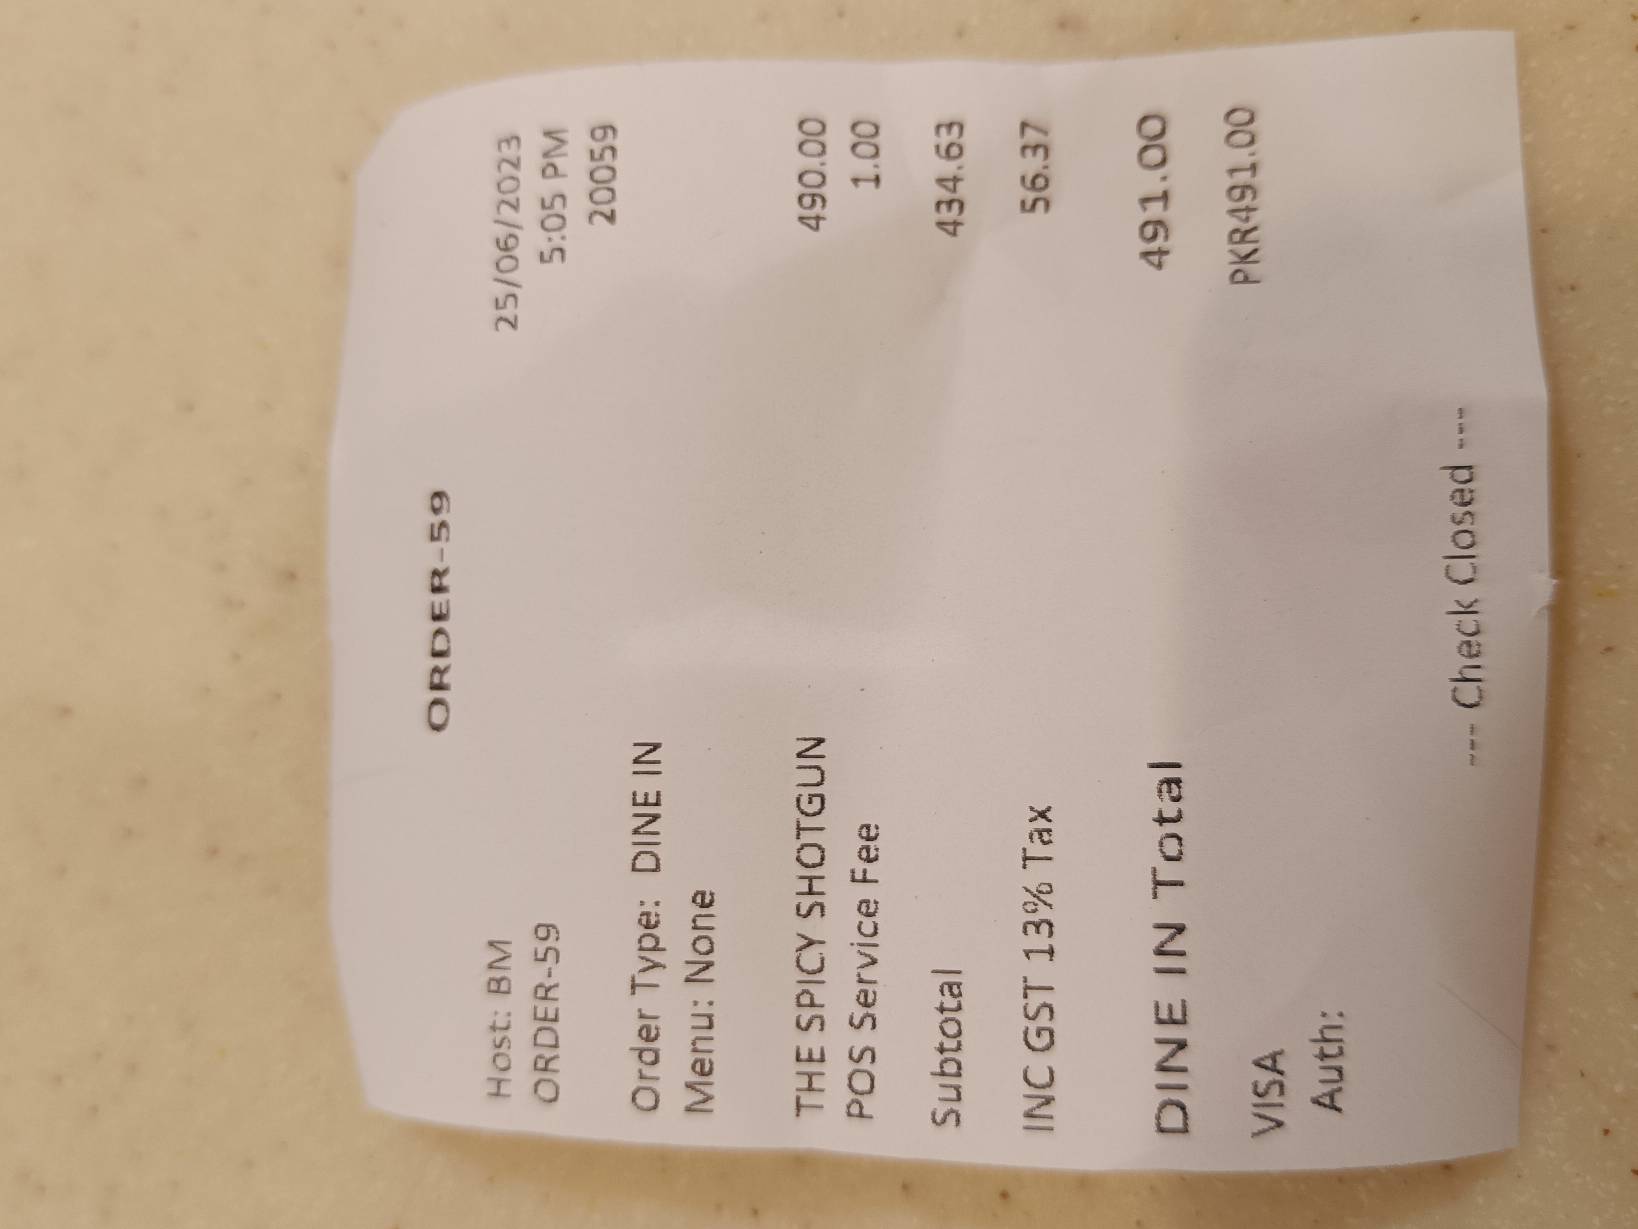 ORDER-59
Host: BM 25/06/2023
ORDER-59 5:05 PM
20059
Order Type: DINE IN
Menu: None
THE SPICY SHOTGUN 490.00
POS Service Fee 1.00
Subtotal 434.63
INC GST 13% Tax 56.37
DINE IN Total 491.00
VISA PKR491.00
Auth:
--- Check Closed ---